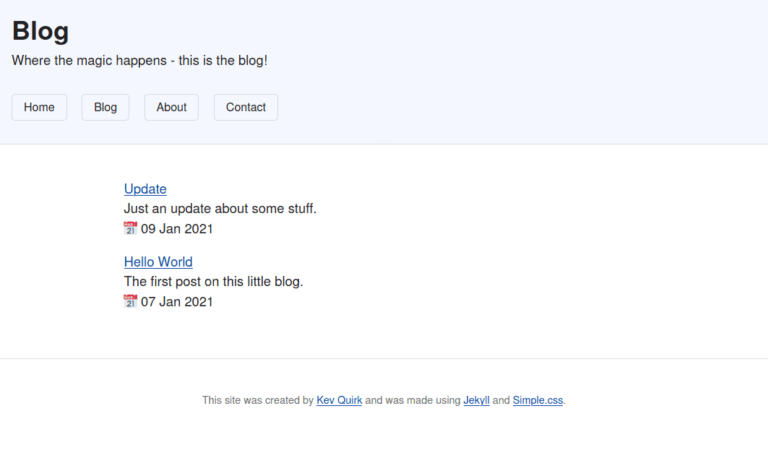 Blog
Where the magic happens - this is the blog!
Home Blog About Contact
Update
Just an update about some stuff.
📅 09 Jan 2021
Hello World
The first post on this little blog.
📅 07 Jan 2021
This site was created by Kev Quirk and was made using Jekyll and Simple.css.